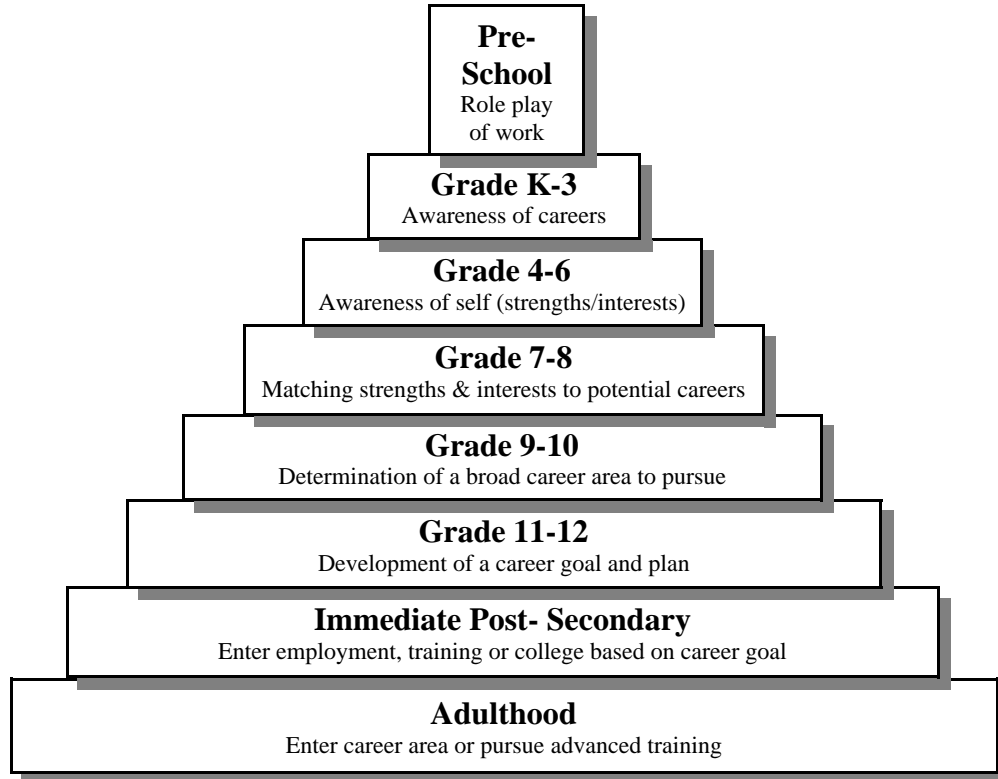 Pre-
School
Role play
of work
Grade K-3
Awareness of careers
Grade 4-6
Awareness of self (strengths/interests)
Grade 7-8
Matching strengths & interests to potential careers
Grade 9-10
Determination of a broad career area to pursue
Grade 11-12
Development of a career goal and plan
Immediate Post- Secondary
Enter employment, training or college based on career goal
Adulthood
Enter career area or pursue advanced training